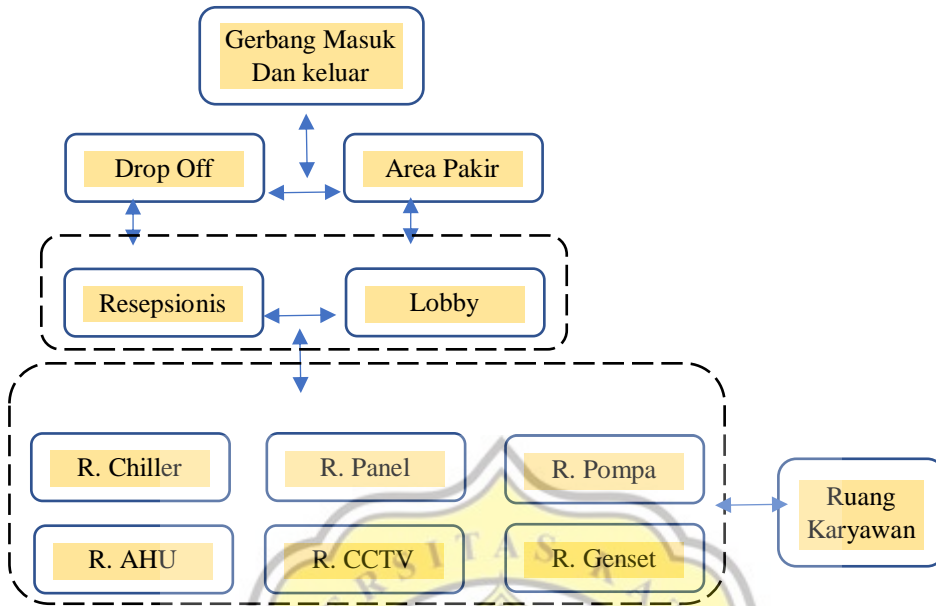 Gerbang Masuk
Dan keluar
Drop Off
Area Pakir
Resepsionis
Lobby
R. Chiller
R. Panel
R. Pompa
Ruang
Karyawan
R. AHU
R. CCTV
R. Genset